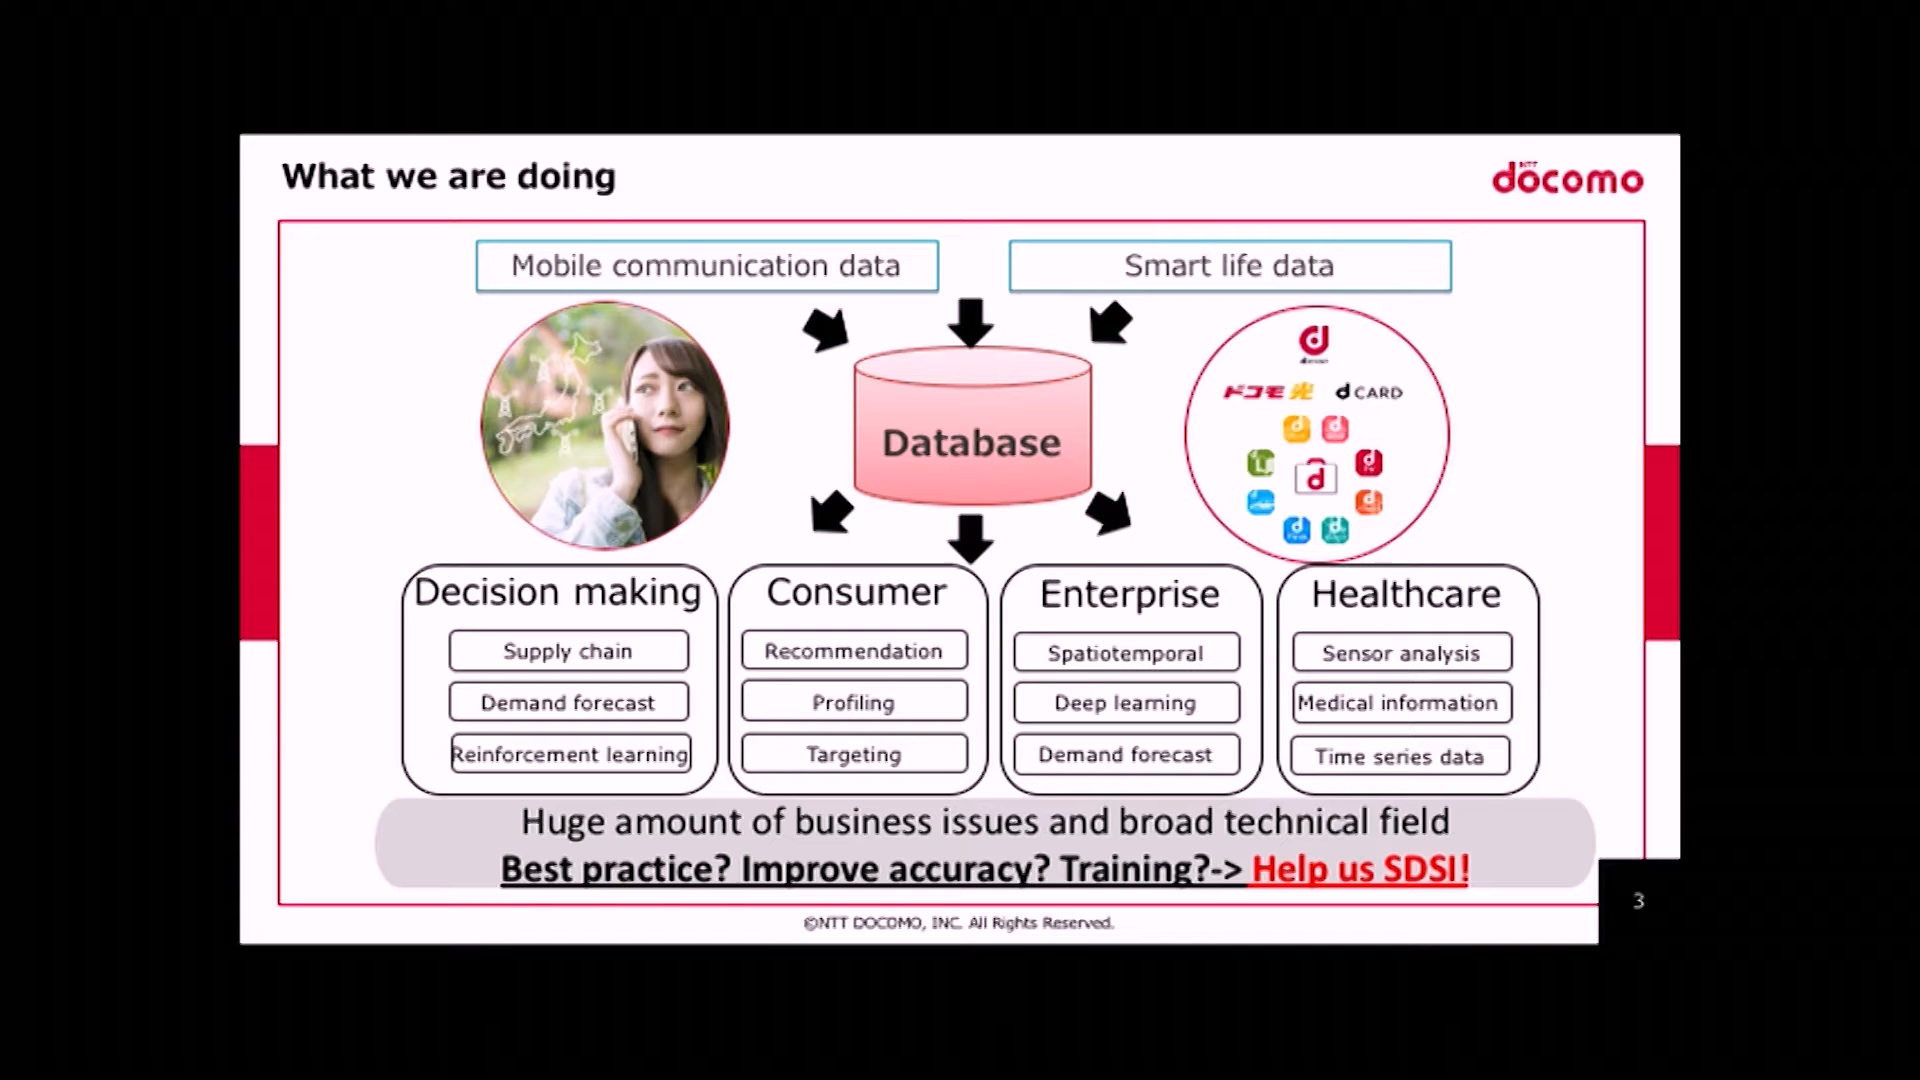 What we are doing
NTT
docomo
Mobile communication data
Smart life data
Database
d
ドコモ光
d CARD
Decision making
Supply chain
Demand forecast
Reinforcement learning
Consumer
Recommendation
Profiling
Targeting
Enterprise
Spatiotemporal
Deep learning
Demand forecast
Healthcare
Sensor analysis
Medical information
Time series data
Huge amount of business issues and broad technical field
Best practice? Improve accuracy? Training?-> Help us SDSI!
©NTT DOCOMO, INC. All Rights Reserved.
3